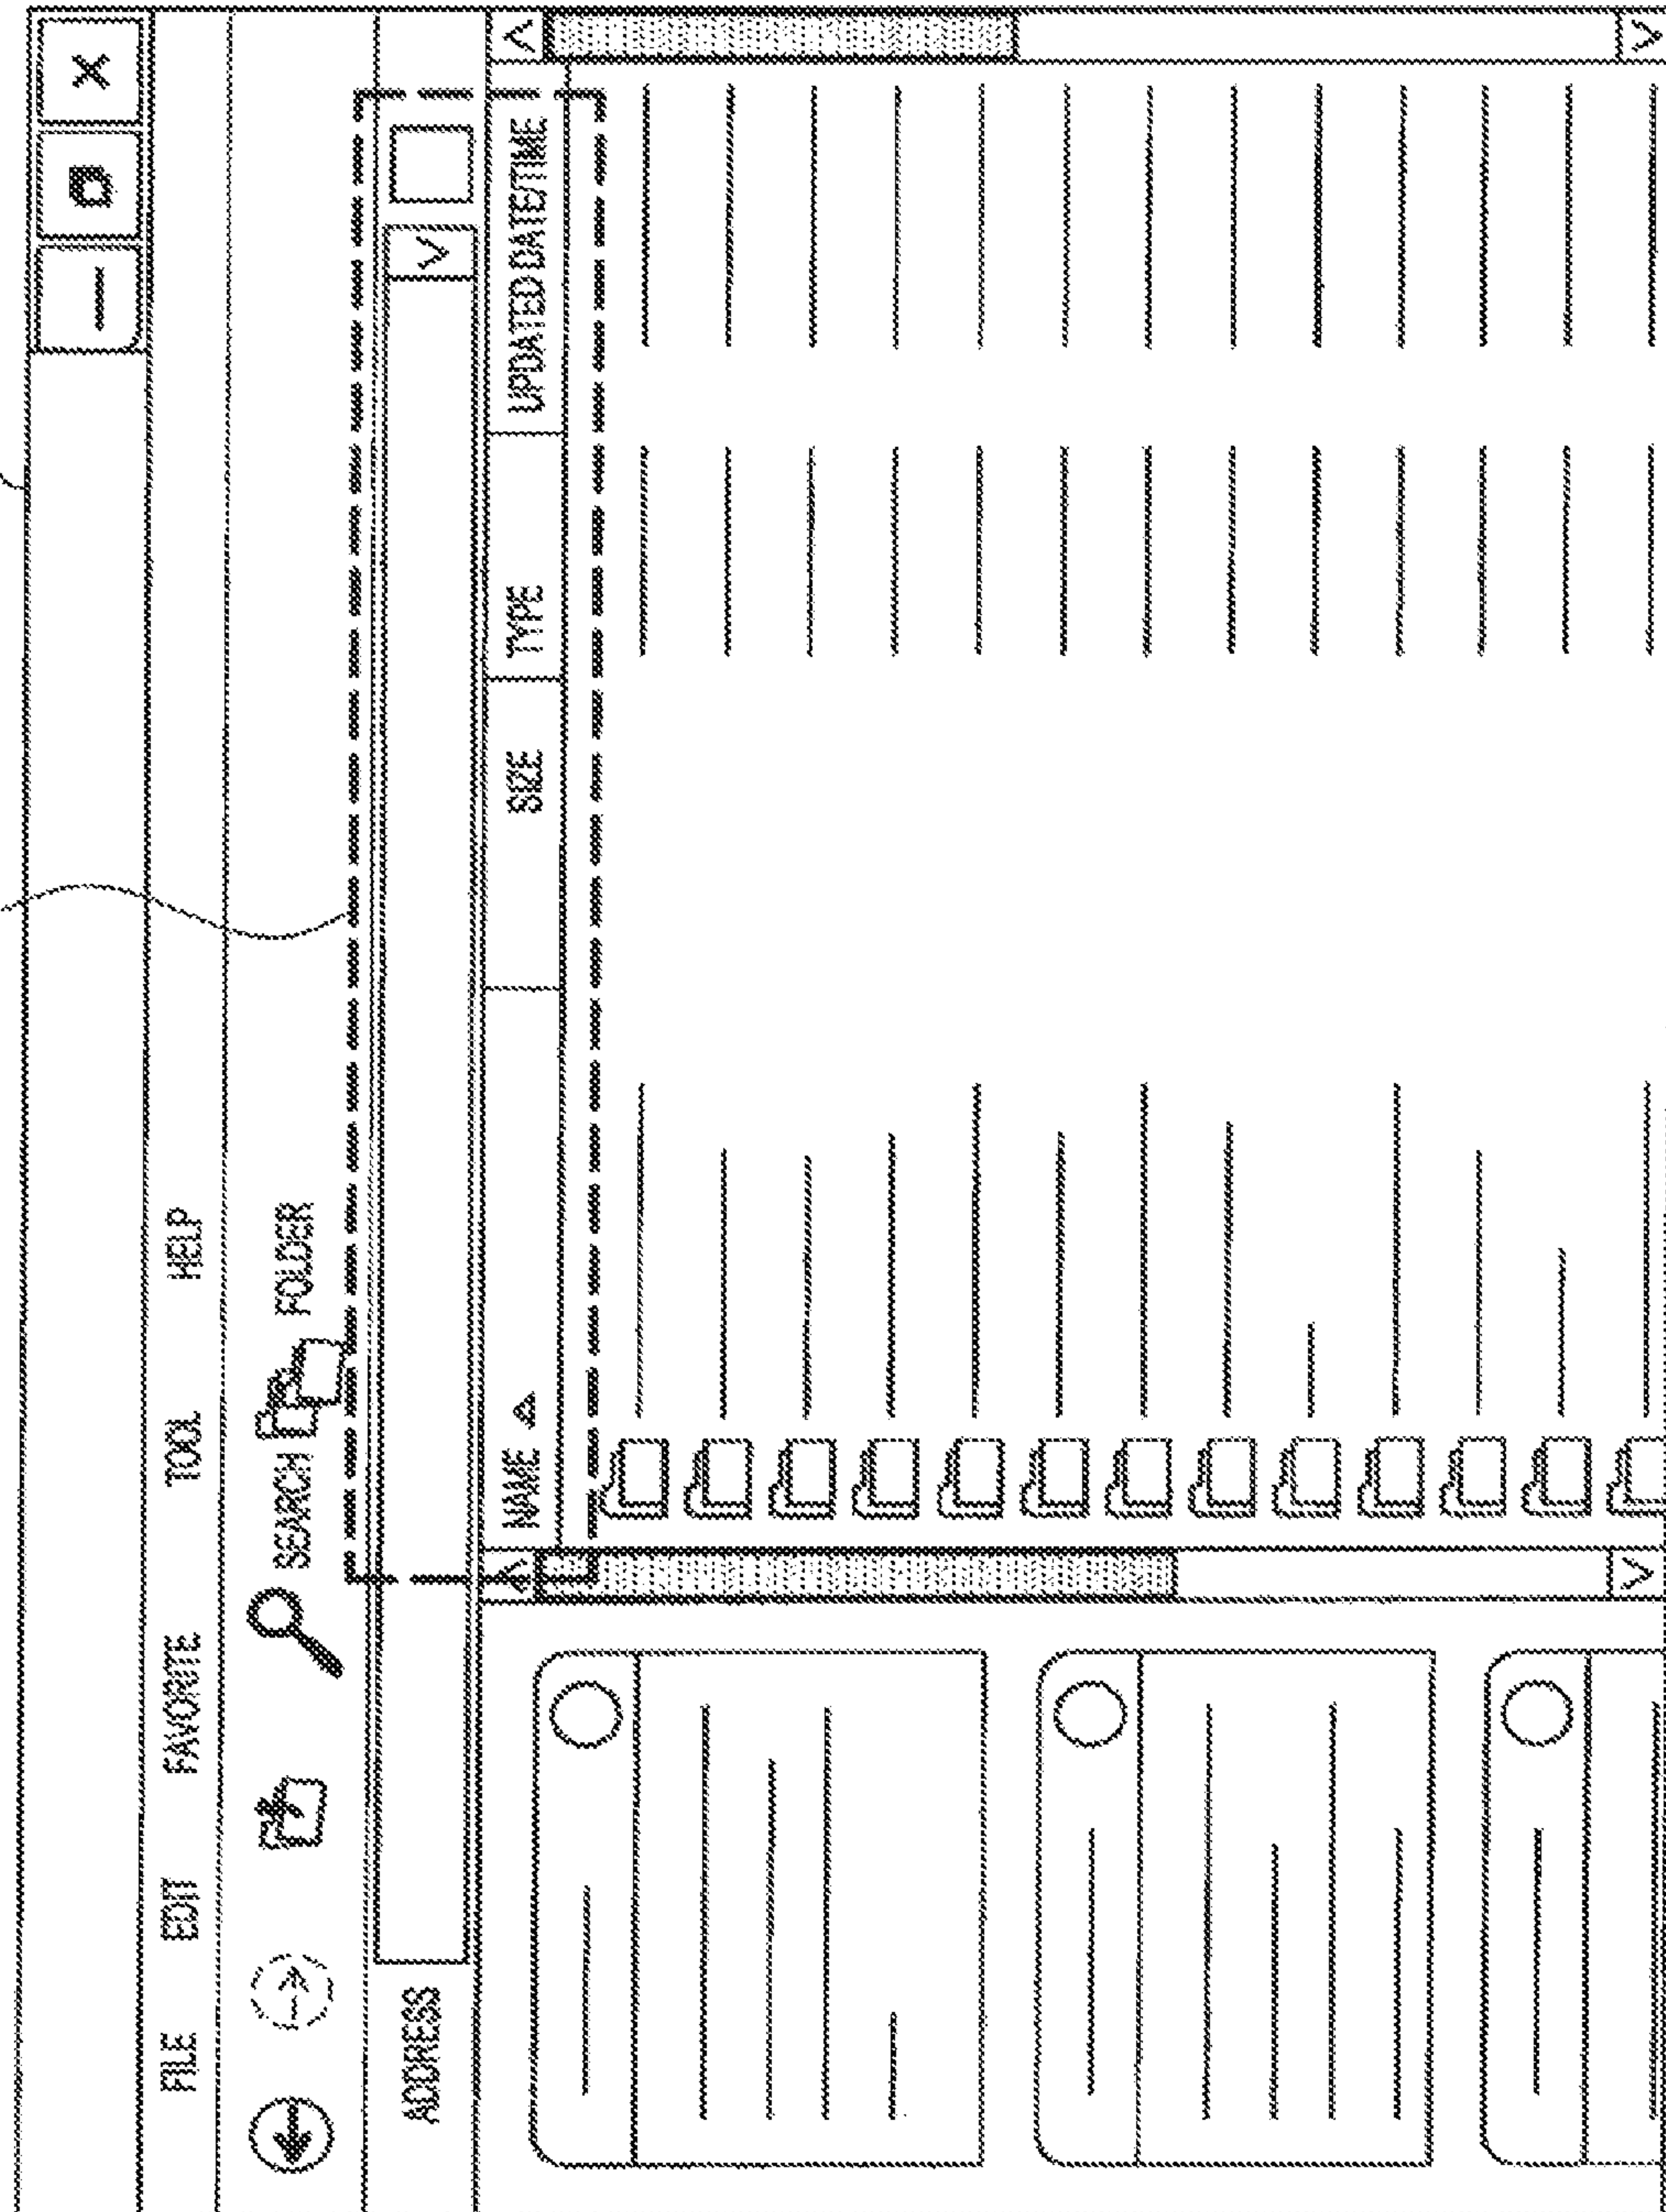 FILE EDIT FAVORITE TOOL HELP
SEARCH FOLDER
ADDRESS
NAME SIZE TYPE UPDATED DATE/TIME